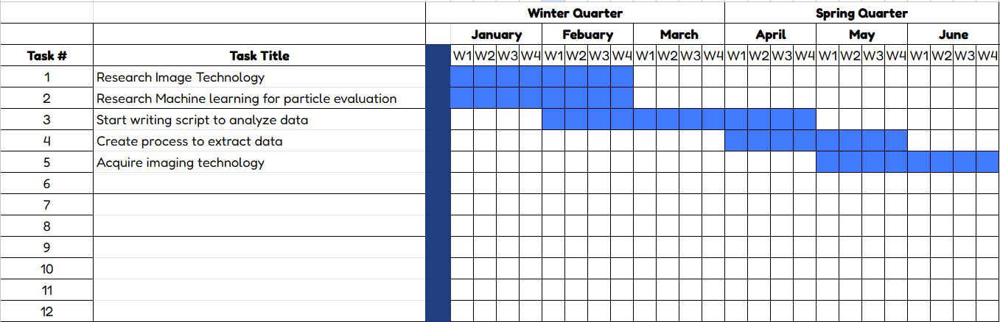 Winter Quarter Spring Quarter
January Febuary March April May June
Task # Task Title W1 W2 W3 W4 W1 W2 W3 W4 W1 W2 W3 W4 W1 W2 W3 W4 W1 W2 W3 W4 W1 W2 W3 W4
1 Research Image Technology
2 Research Machine learning for particle evaluation
3 Start writing script to analyze data
4 Create process to extract data
5 Acquire imaging technology
6
7
8
9
10
11
12